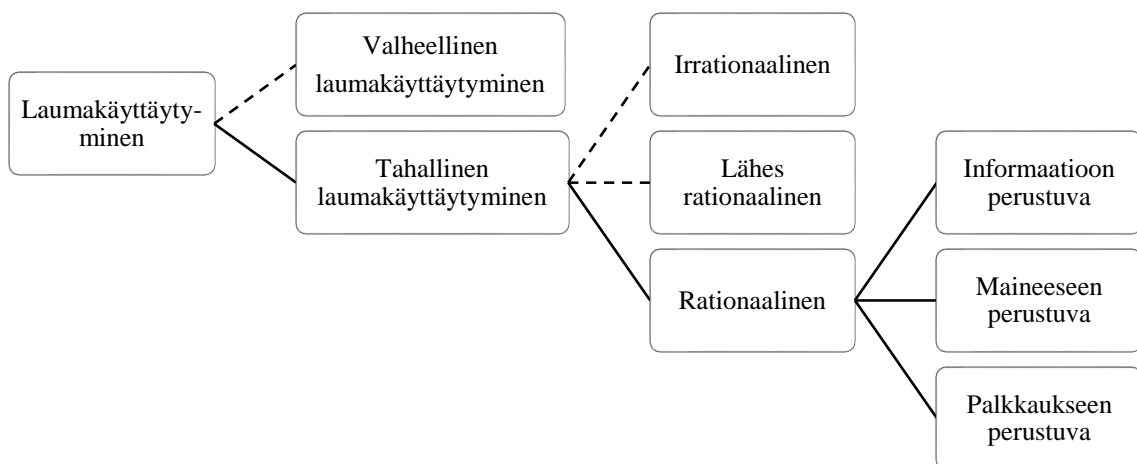 Laumakäyttäyty-
minen
Valheellinen
laumakäyttäytyminen
Tahallinen
laumakäyttäytyminen
Irrationaalinen
Lähes
rationaalinen
Rationaalinen
Informaatioon
perustuva
Maineeseen
perustuva
Palkkaukseen
perustuva